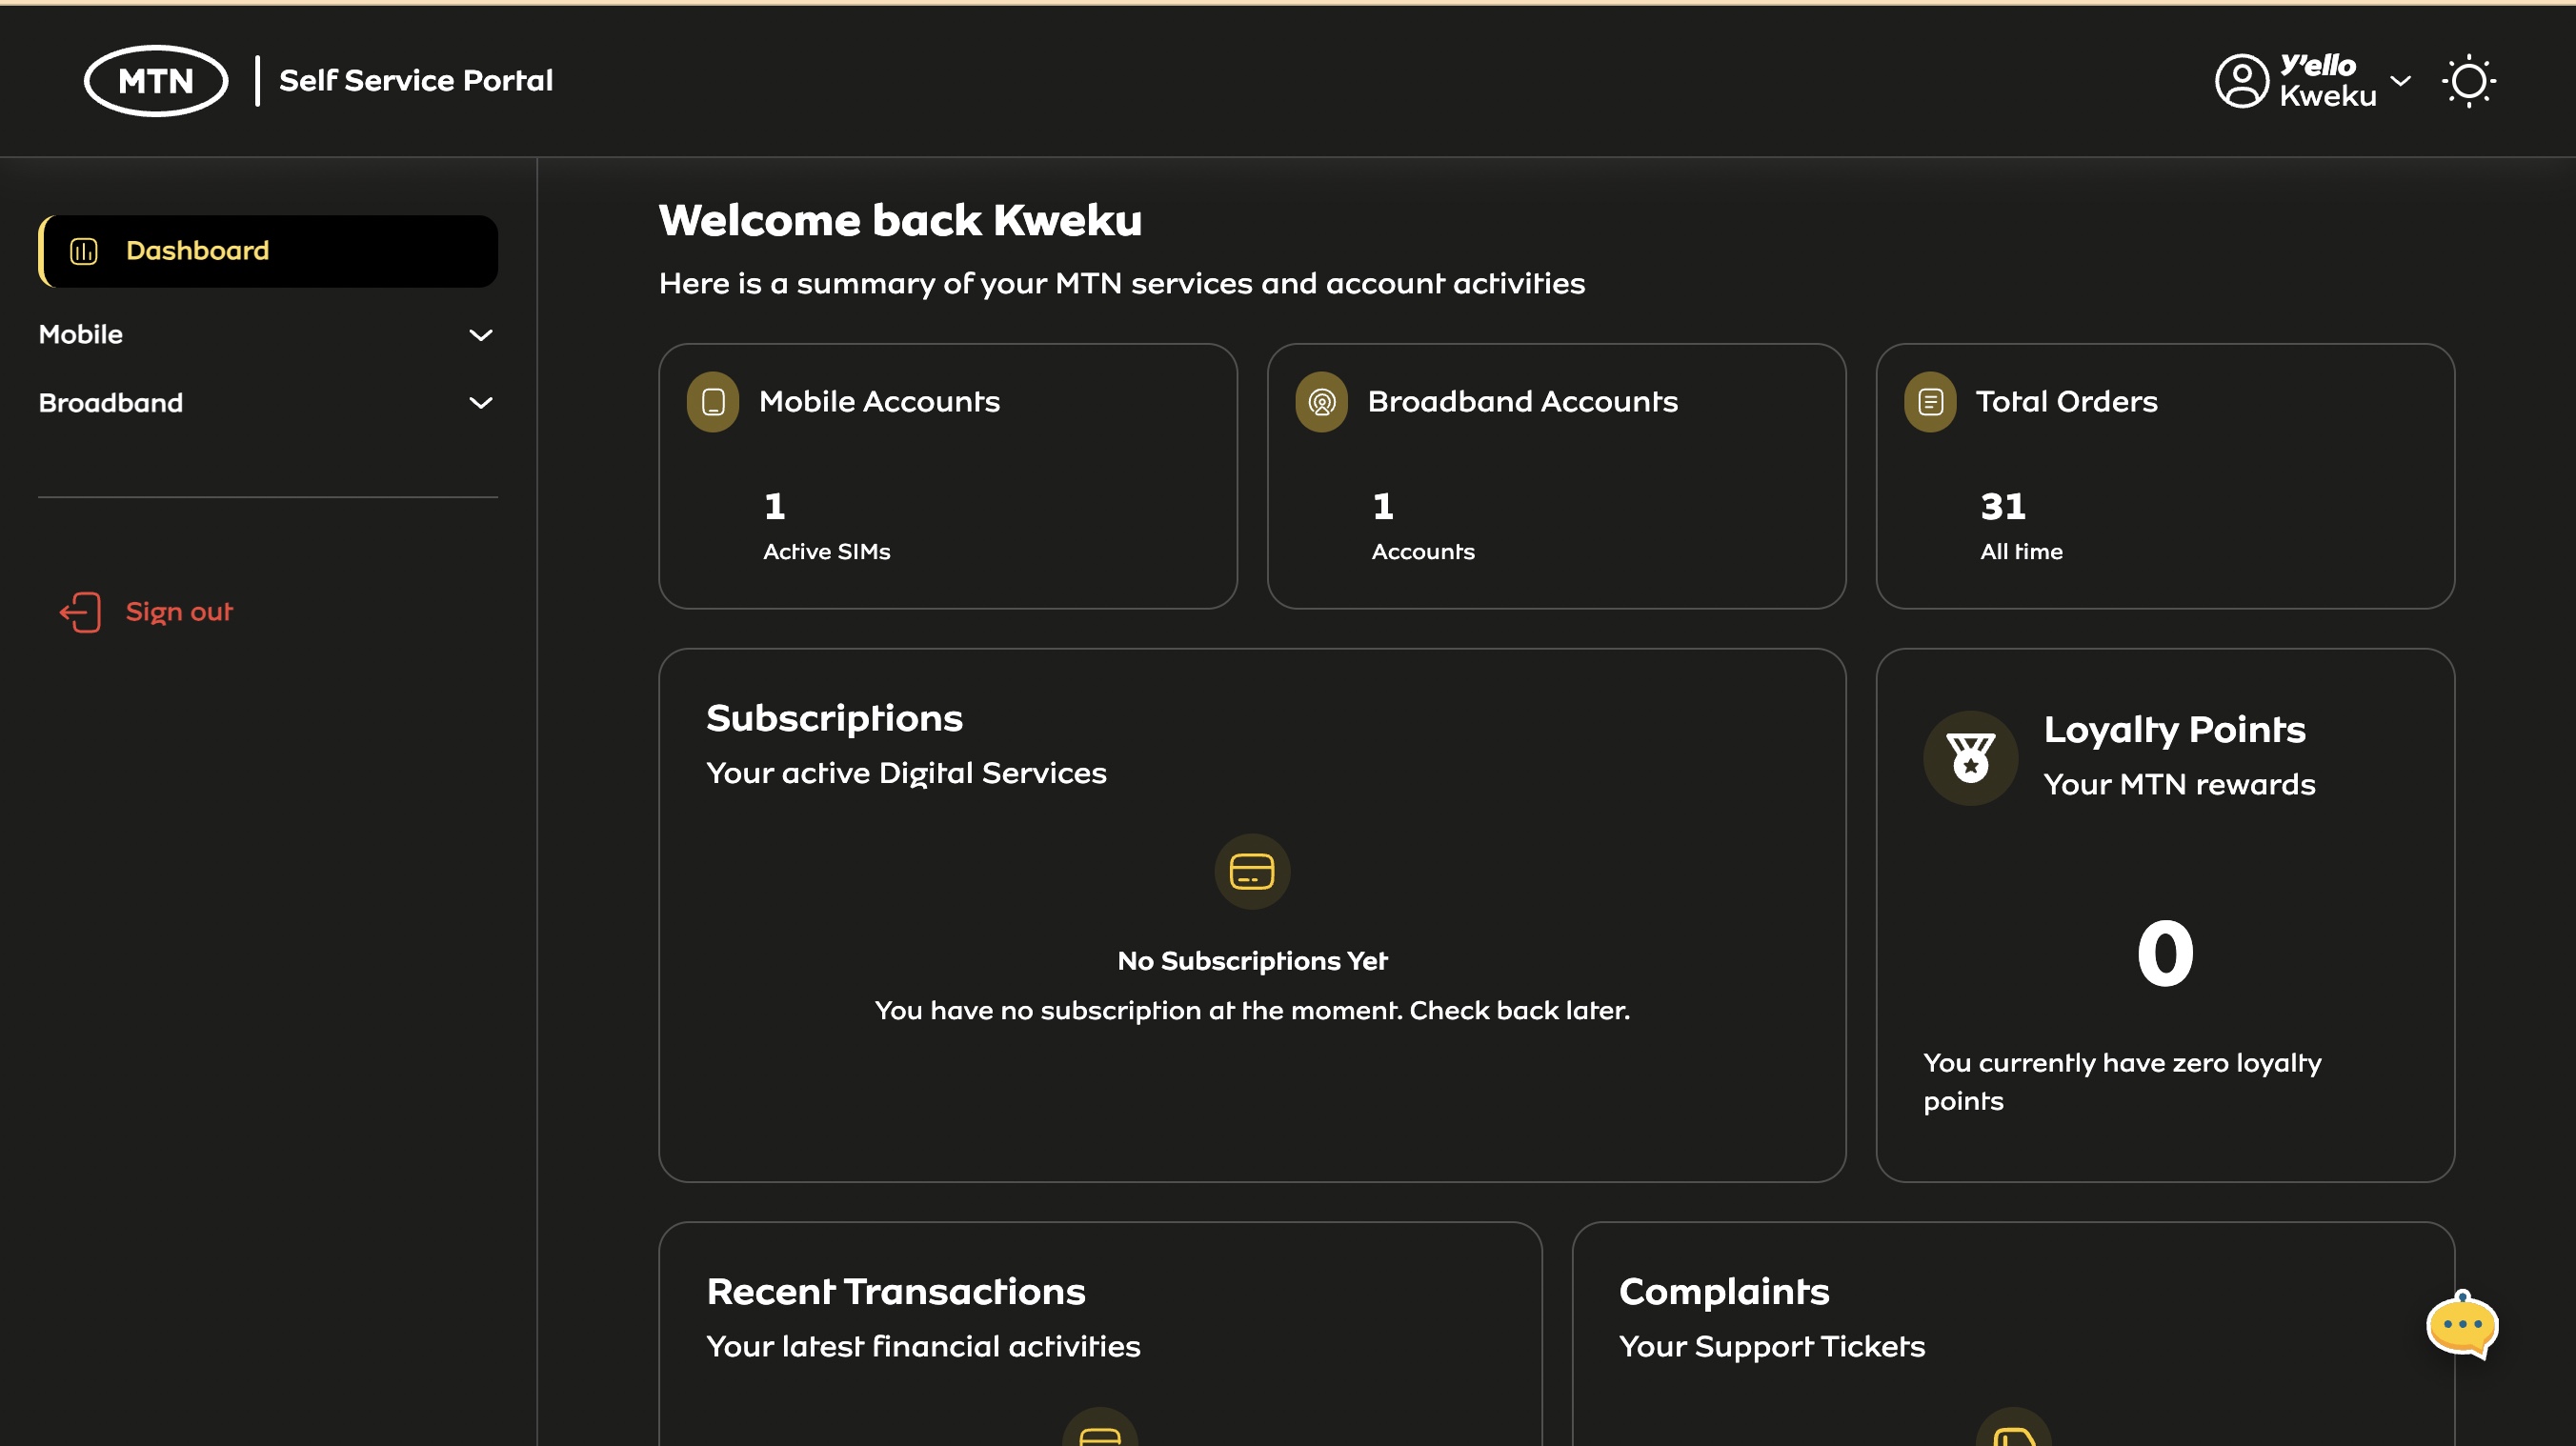 MTN
Self Service Portal
y'ello
Kweku
Dashboard
Mobile
Broadband
Sign out
Welcome back Kweku
Here is a summary of your MTN services and account activities
Mobile Accounts
1
Active SIMs
Broadband Accounts
1
Accounts
Total Orders
31
All time
Subscriptions
Your active Digital Services
No Subscriptions Yet
You have no subscription at the moment. Check back later.
Loyalty Points
Your MTN rewards
0
You currently have zero loyalty
points
Recent Transactions
Your latest financial activities
Complaints
Your Support Tickets